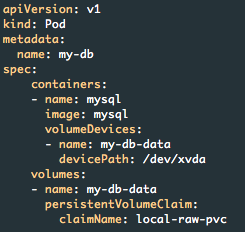 apiVersion: v1
kind: Pod
metadata:
  name: my-db
spec:
    containers:
    - name: mysql
      image: mysql
      volumeDevices:
      - name: my-db-data
        devicePath: /dev/xvda
    volumes:
    - name: my-db-data
      persistentVolumeClaim:
        claimName: local-raw-pvc